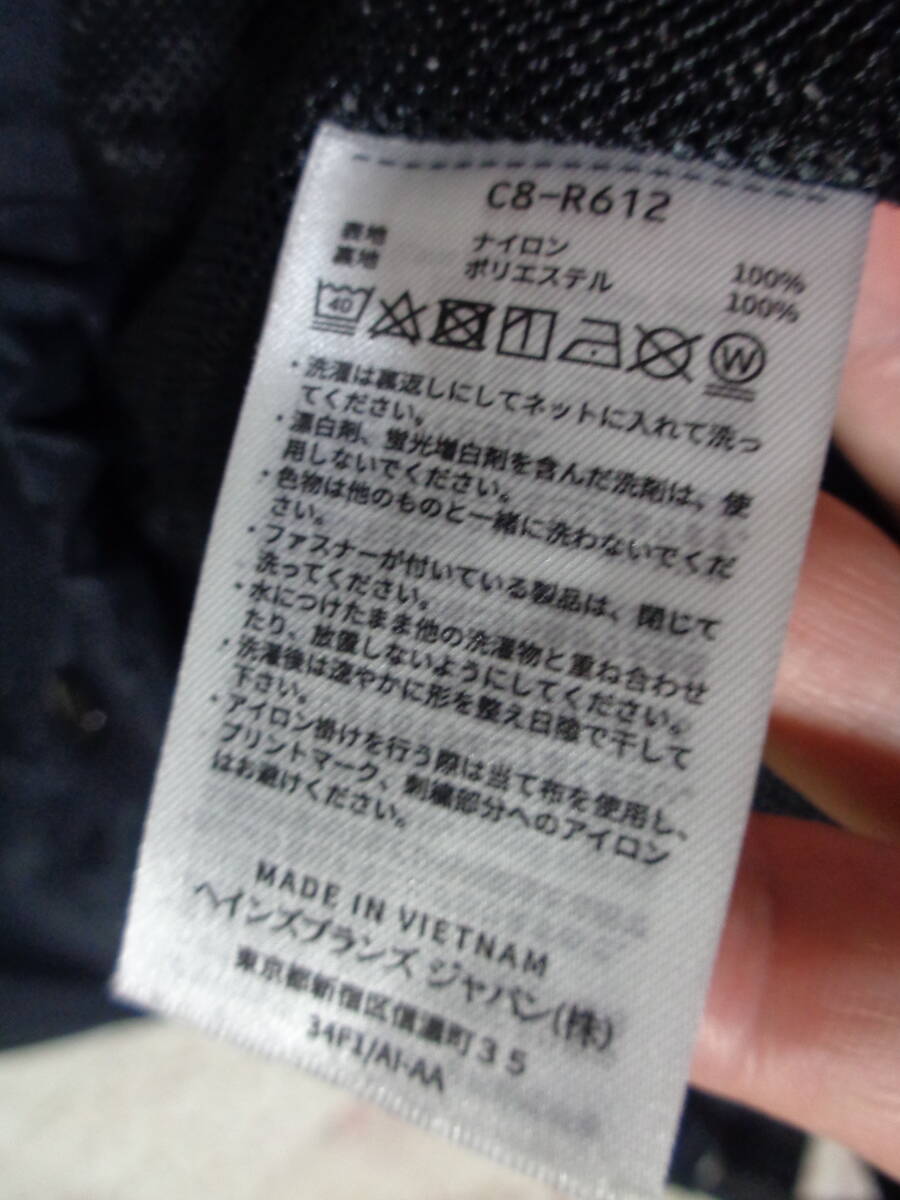 C8-R612
表地 ナイロン 100%
裏地 ポリエステル 100%
40
W
・洗濯は裏返しにしてネットに入れて洗っ
てください。
・漂白剤、蛍光増白剤を含んだ洗剤は、使
用しないでください。
・色物は他のものと一緒に洗わないでくだ
さい。
・ファスナーが付いている製品は、閉じて
洗ってください。
・水につけたまま他の洗濯物と重ね合わせ
たり、放置しないようにしてください。
・洗濯後は速やかに形を整え日陰で干して
下さい。
・アイロン掛けを行う際は当て布を使用し、
プリントマーク、刺繍部分へのアイロン
はお避けください。
MADE IN VIETNAM
ヘインズブランズ ジャパン(株)
東京都新宿区信濃町35
34F1/AI-AA